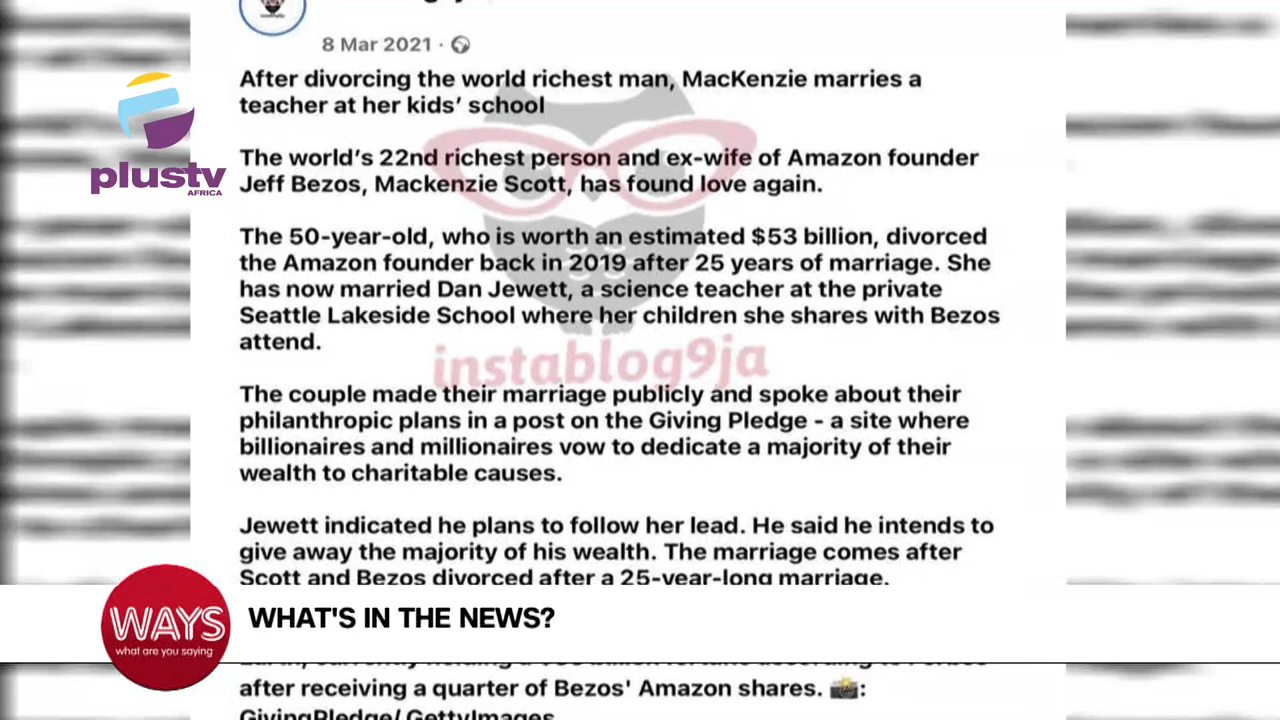 8 Mar 2021 ·
After divorcing the world richest man, MacKenzie marries a
teacher at her kids' school
The world's 22nd richest person and ex-wife of Amazon founder
Jeff Bezos, Mackenzie Scott, has found love again.
The 50-year-old, who is worth an estimated $53 billion, divorced
the Amazon founder back in 2019 after 25 years of marriage. She
has now married Dan Jewett, a science teacher at the private
Seattle Lakeside School where her children she shares with Bezos
attend.
The couple made their marriage publicly and spoke about their
philanthropic plans in a post on the Giving Pledge - a site where
billionaires and millionaires vow to dedicate a majority of their
wealth to charitable causes.
Jewett indicated he plans to follow her lead. He said he intends to
give away the majority of his wealth. The marriage comes after
Scott and Bezos divorced after a 25-year-long marriage.
after receiving a quarter of Bezos' Amazon shares. 📸:
GivingPledge/ GettyImages
instablog9ja
plustv
AFRICA
WAYS
what are you saying
WHAT'S IN THE NEWS?